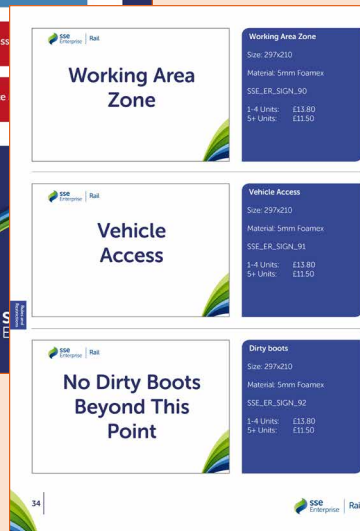 sse
Enterprise | Rail
Working Area
Zone
Working Area Zone
Size: 297x210
Material: 5mm Foamex
SSE_ER_SIGN_90
1-4 Units: £13.80
5+ Units: £11.50
sse
Enterprise | Rail
Vehicle
Access
Vehicle Access
Size: 297x210
Material: 5mm Foamex
SSE_ER_SIGN_91
1-4 Units: £13.80
5+ Units: £11.50
sse
Enterprise | Rail
No Dirty Boots
Beyond This
Point
Dirty boots
Size: 297x210
Material: 5mm Foamex
SSE_ER_SIGN_92
1-4 Units: £13.80
5+ Units: £11.50
34
sse
Enterprise | Rail